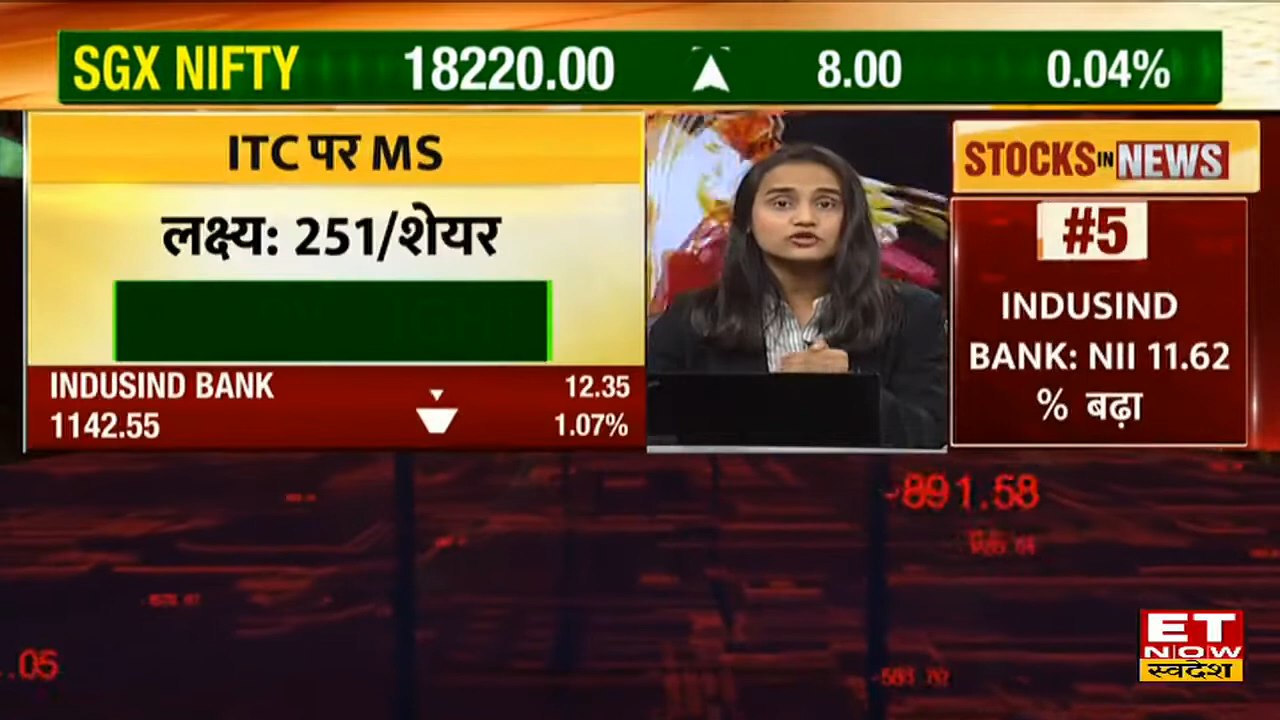 SGX NIFTY 18220.00 8.00 0.04%
ITC पर MS
लक्ष्य: 251/शेयर
INDUSIND BANK 12.35
1142.55 1.07%
STOCKS IN NEWS
#5
INDUSIND
BANK: NII 11.62
% बढ़ा
-891.58
.05
ET
NOW
स्वदेश